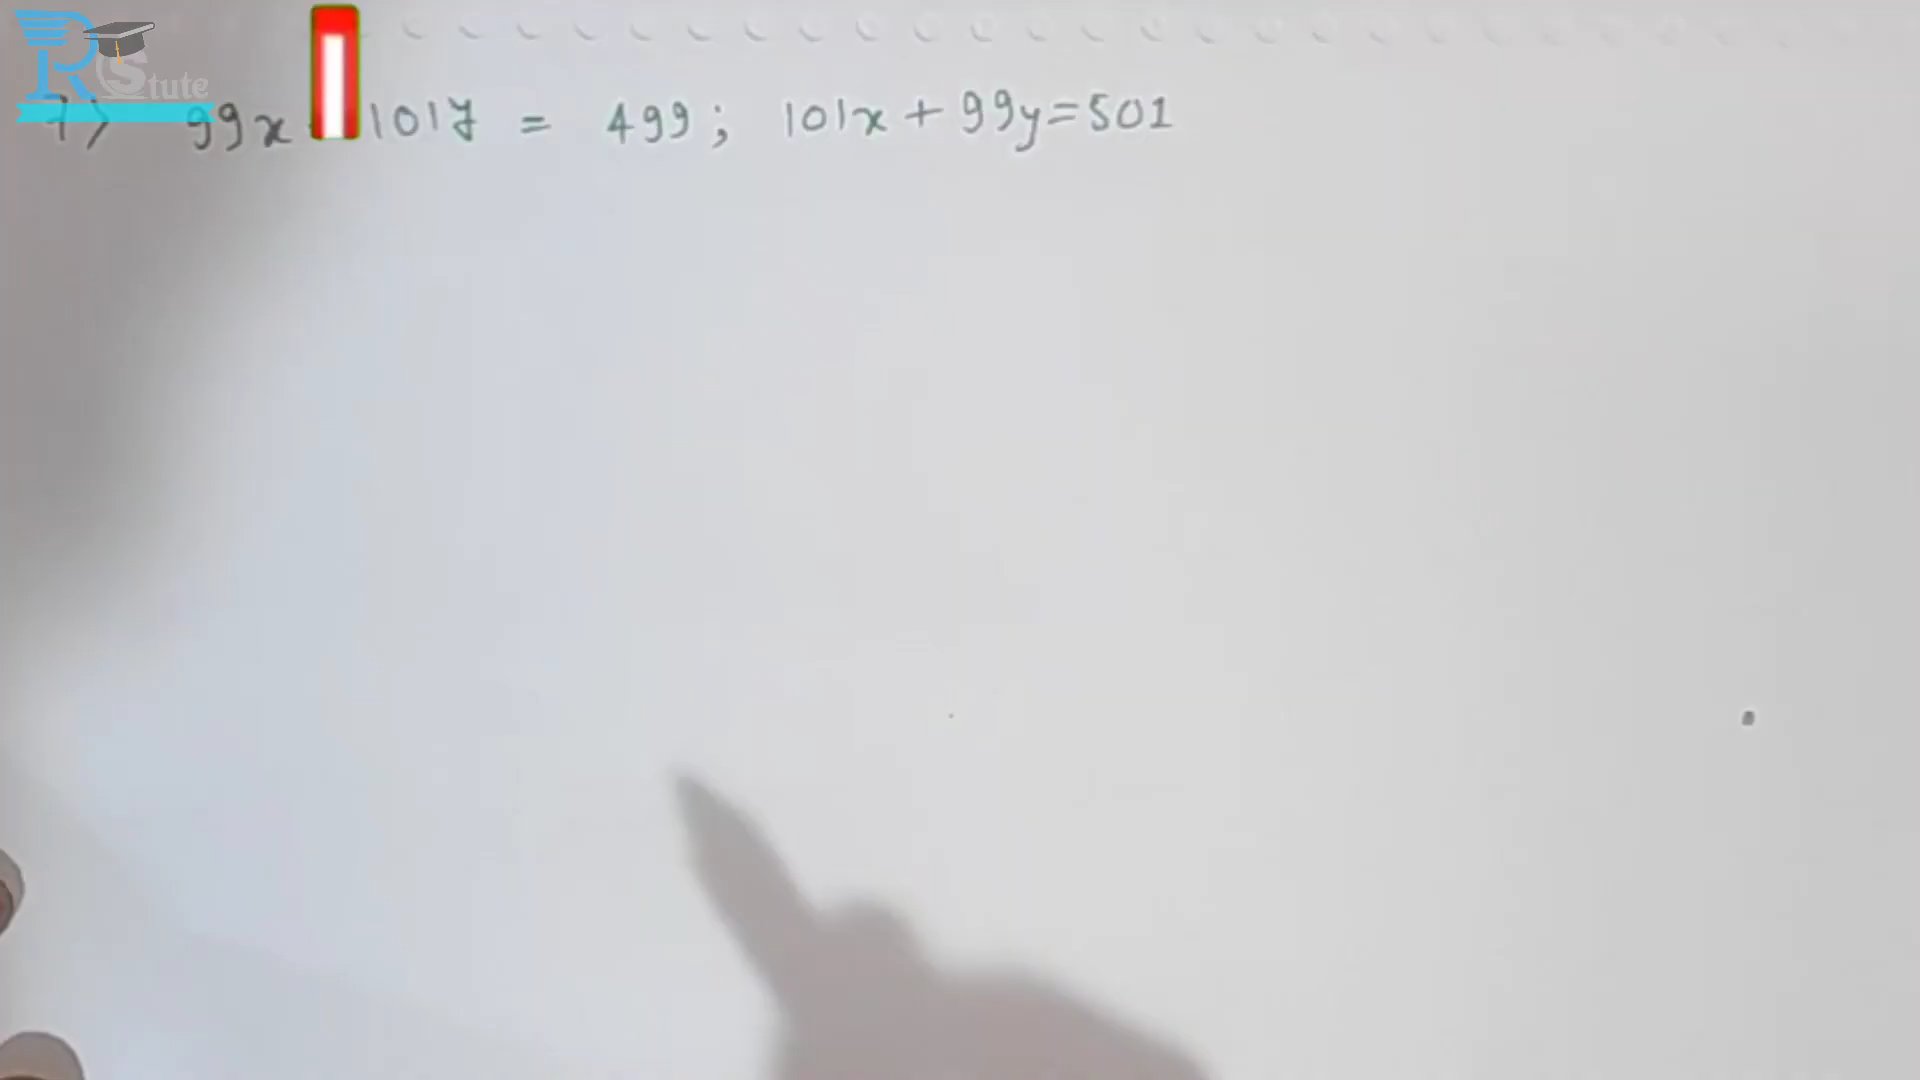 RStute
7) 99x 101y = 499; 101x + 99y = 501